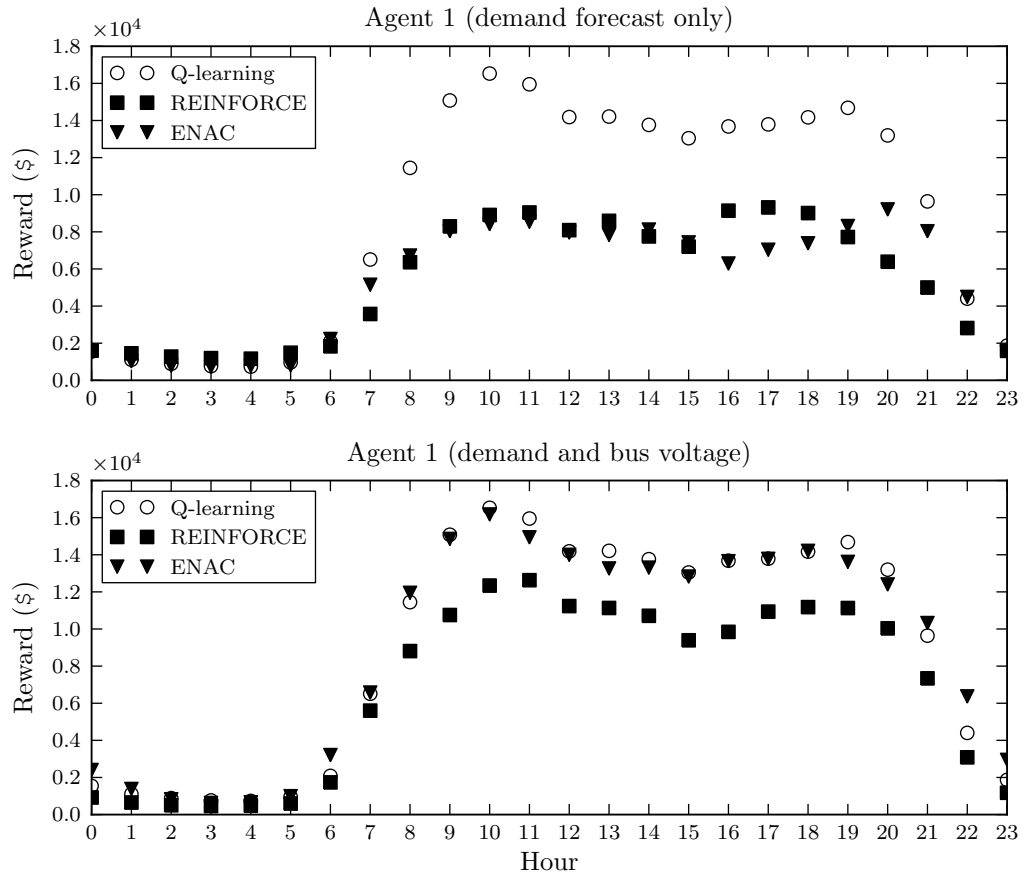 Agent 1 (demand forecast only)
×10⁴
1.8
1.6
1.4
1.2
1.0
0.8
0.6
0.4
0.2
0.0
Reward ($)
Q-learning
REINFORCE
ENAC
0 1 2 3 4 5 6 7 8 9 10 11 12 13 14 15 16 17 18 19 20 21 22 23
Agent 1 (demand and bus voltage)
×10⁴
1.8
1.6
1.4
1.2
1.0
0.8
0.6
0.4
0.2
0.0
Reward ($)
Q-learning
REINFORCE
ENAC
0 1 2 3 4 5 6 7 8 9 10 11 12 13 14 15 16 17 18 19 20 21 22 23
Hour